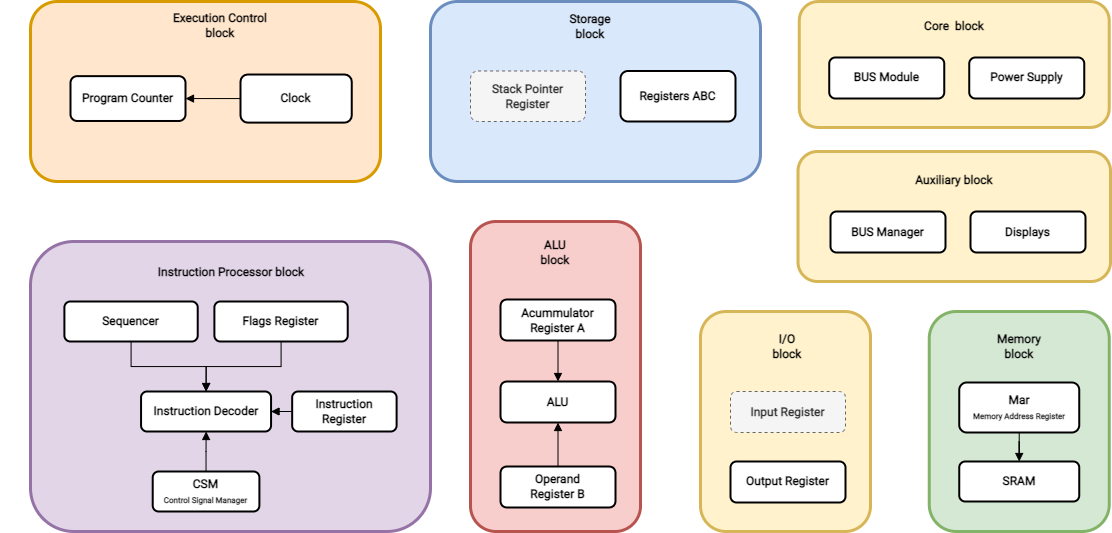 Execution Control
block
Program Counter
Clock
Storage
block
Stack Pointer
Register
Registers ABC
Core block
BUS Module
Power Supply
Auxiliary block
BUS Manager
Displays
Instruction Processor block
Sequencer
Flags Register
Instruction Decoder
Instruction
Register
CSM
Control Signal Manager
ALU
block
Acummulator
Register A
ALU
Operand
Register B
I/O
block
Input Register
Output Register
Memory
block
Mar
Memory Address Register
SRAM